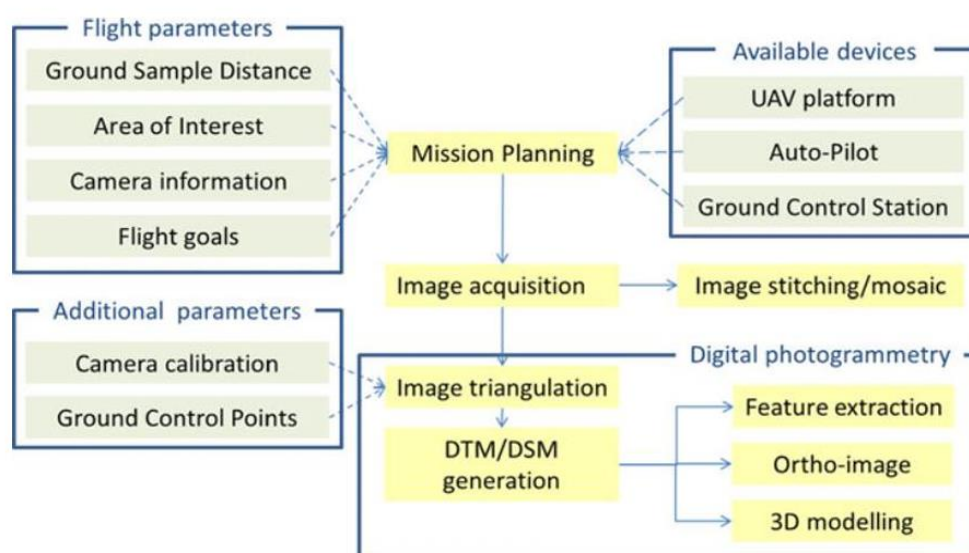 Flight parameters
Ground Sample Distance
Area of Interest
Camera information
Flight goals
Available devices
UAV platform
Auto-Pilot
Ground Control Station
Mission Planning
Image acquisition
Image stitching/mosaic
Additional parameters
Camera calibration
Ground Control Points
Digital photogrammetry
Image triangulation
DTM/DSM
generation
Feature extraction
Ortho-image
3D modelling